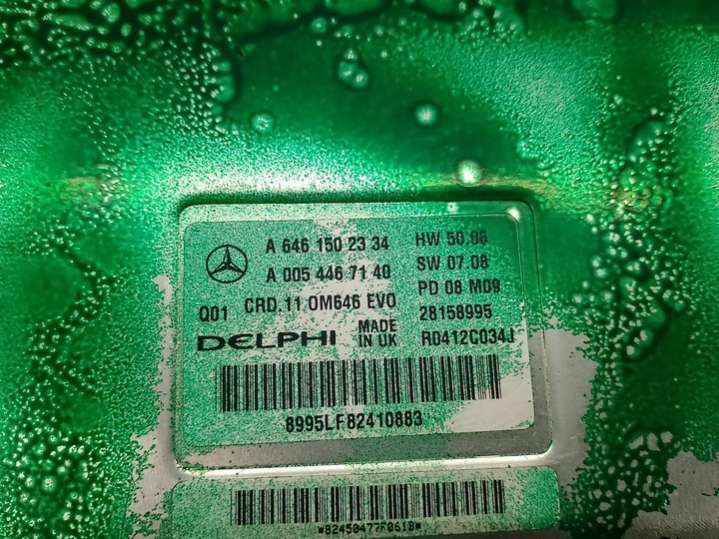 A 646 150 23 34 HW 50.06
A 005 446 71 40 SW 07.08
PD 08 M09
Q01 CRD.11 OM646 EVO 28158995
DELPHI MADE IN UK R0412C034J
8995LF82410883
*82450477F061B*